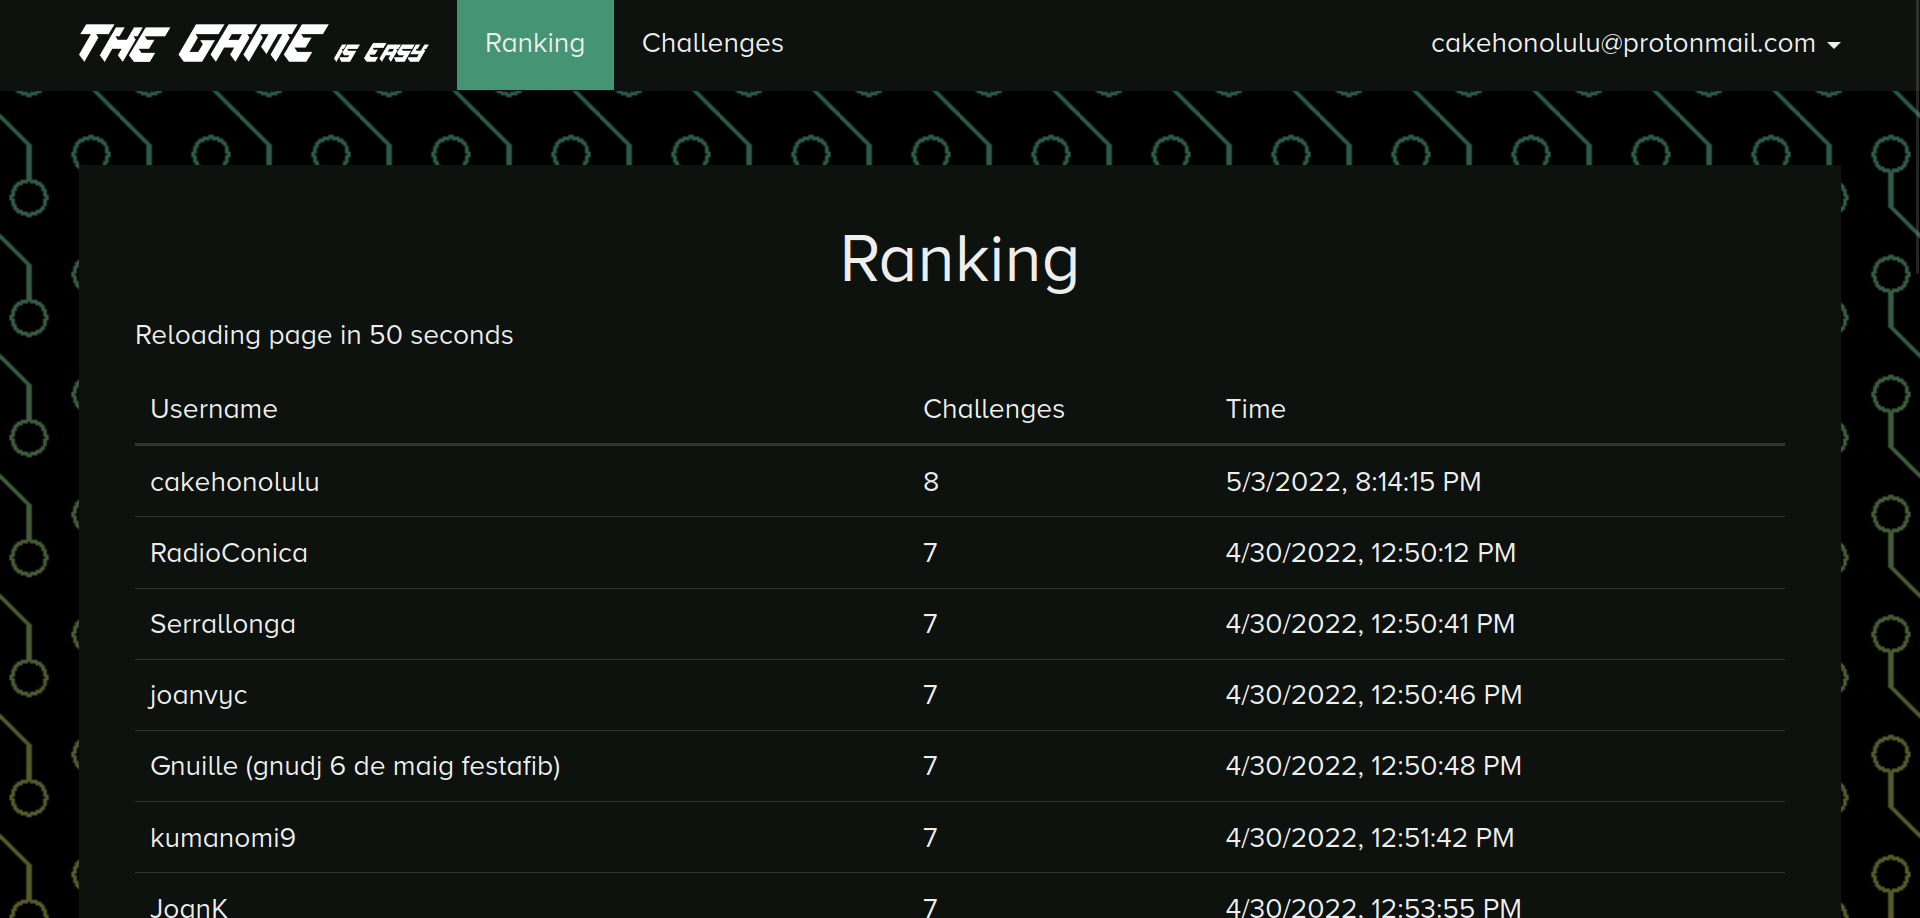 THE GAME IS EASY Ranking Challenges cakehonolulu@protonmail.com
Ranking
Reloading page in 50 seconds
Username Challenges Time
cakehonolulu 8 5/3/2022, 8:14:15 PM
RadioConica 7 4/30/2022, 12:50:12 PM
Serrallonga 7 4/30/2022, 12:50:41 PM
joanvyc 7 4/30/2022, 12:50:46 PM
Gnuille (gnudj 6 de maig festafib) 7 4/30/2022, 12:50:48 PM
kumanomi9 7 4/30/2022, 12:51:42 PM
JoanK 7 4/30/2022, 12:53:55 PM